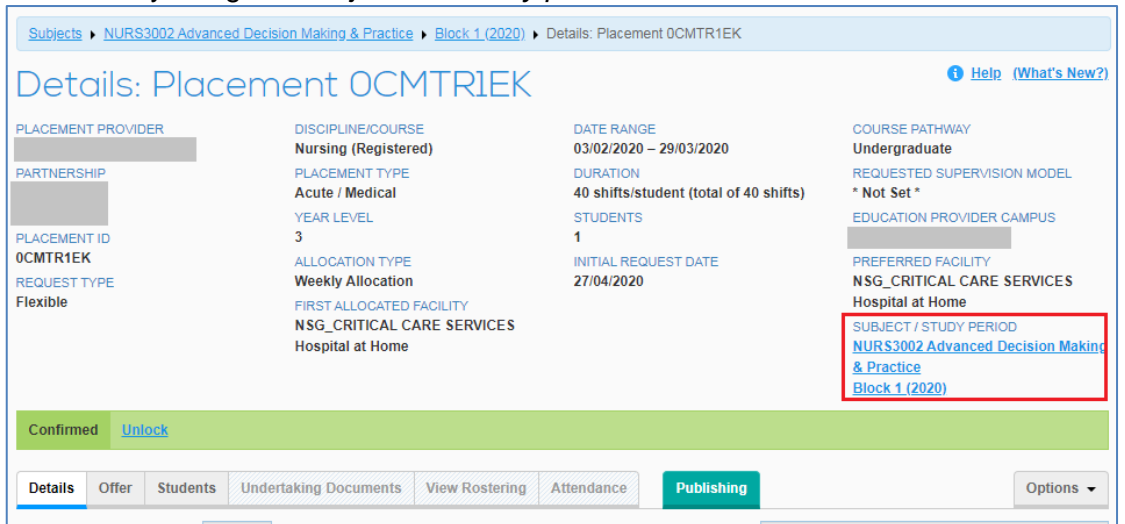 Subjects ▸ NURS3002 Advanced Decision Making & Practice ▸ Block 1 (2020) ▸ Details: Placement 0CMTR1EK
Details: Placement 0CMTR1EK
Help (What's New?)
PLACEMENT PROVIDER
PARTNERSHIP
PLACEMENT ID
0CMTR1EK
REQUEST TYPE
Flexible
DISCIPLINE/COURSE
Nursing (Registered)
PLACEMENT TYPE
Acute / Medical
YEAR LEVEL
3
ALLOCATION TYPE
Weekly Allocation
FIRST ALLOCATED FACILITY
NSG_CRITICAL CARE SERVICES
Hospital at Home
DATE RANGE
03/02/2020 – 29/03/2020
DURATION
40 shifts/student (total of 40 shifts)
STUDENTS
1
INITIAL REQUEST DATE
27/04/2020
COURSE PATHWAY
Undergraduate
REQUESTED SUPERVISION MODEL
* Not Set *
EDUCATION PROVIDER CAMPUS
PREFERRED FACILITY
NSG_CRITICAL CARE SERVICES
Hospital at Home
SUBJECT / STUDY PERIOD
NURS3002 Advanced Decision Making
& Practice
Block 1 (2020)
Confirmed Unlock
Details Offer Students Undertaking Documents View Rostering Attendance Publishing Options